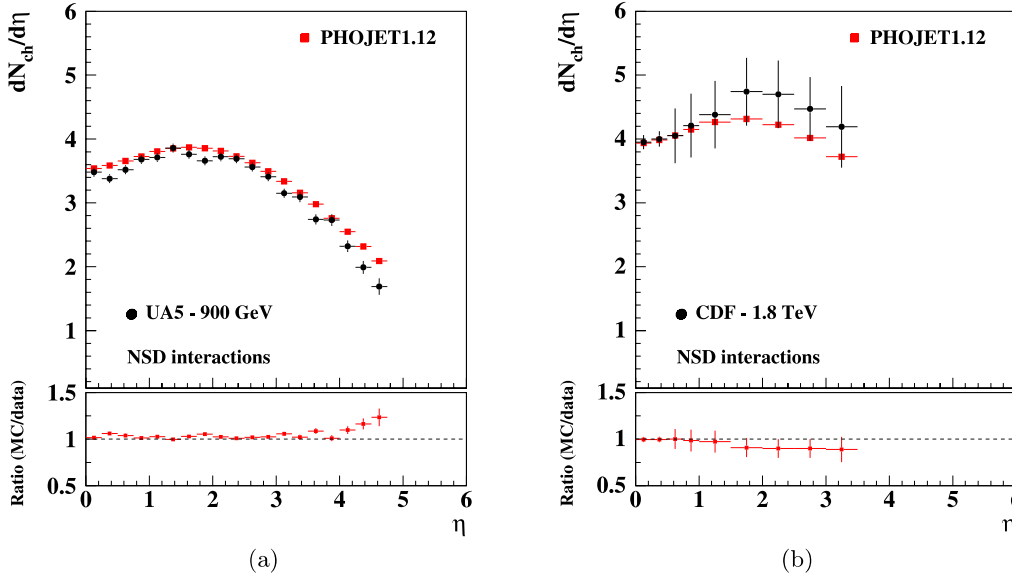 dN_ch/dη
6
5
4
3
2
1
PHOJET1.12
UA5 - 900 GeV
NSD interactions
Ratio (MC/data)
1.5
1
0.5
0 1 2 3 4 5 6
η
(a)
dN_ch/dη
6
5
4
3
2
1
PHOJET1.12
CDF - 1.8 TeV
NSD interactions
Ratio (MC/data)
1.5
1
0.5
0 1 2 3 4 5 6
(b)